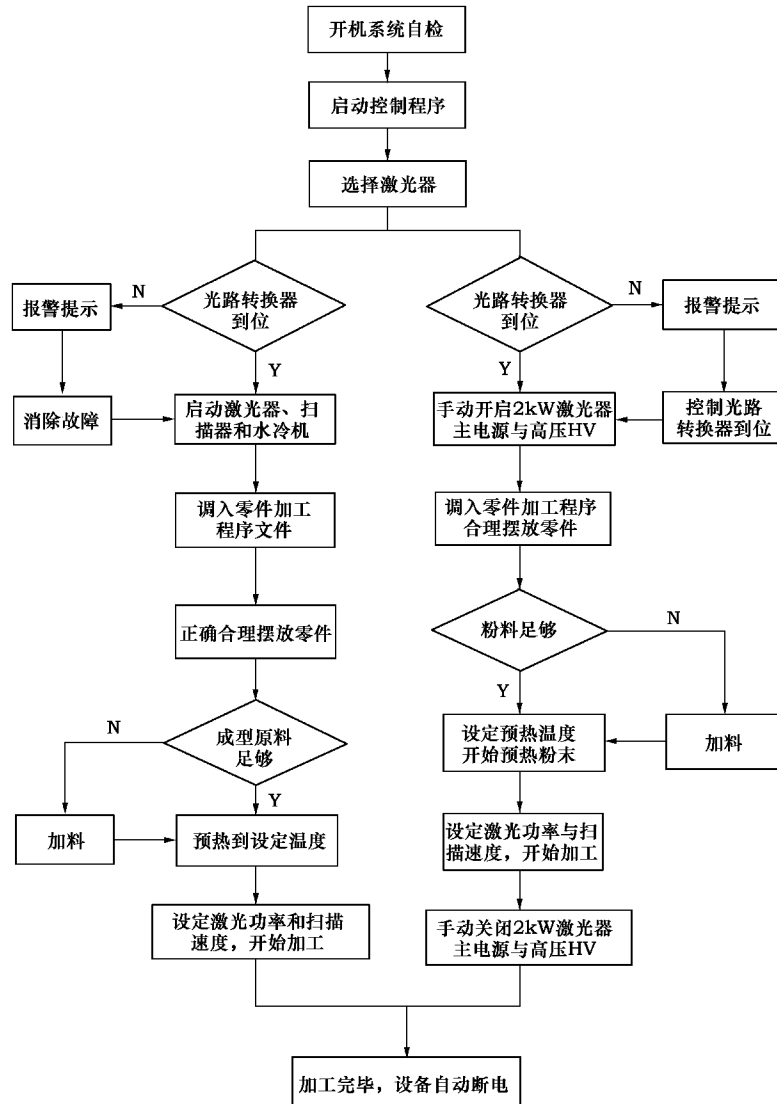 开机系统自检
启动控制程序
选择激光器
光路转换器
到位
N
报警提示
消除故障
Y
启动激光器、扫
描器和水冷机
调入零件加工
程序文件
正确合理摆放零件
成型原料
足够
N
加料
Y
预热到设定温度
设定激光功率和扫描
速度，开始加工
光路转换器
到位
N
报警提示
控制光路
转换器到位
Y
手动开启2kW激光器
主电源与高压HV
调入零件加工程序
合理摆放零件
粉料足够
N
加料
Y
设定预热温度
开始预热粉末
设定激光功率与扫
描速度，开始加工
手动关闭2kW激光器
主电源与高压HV
加工完毕，设备自动断电